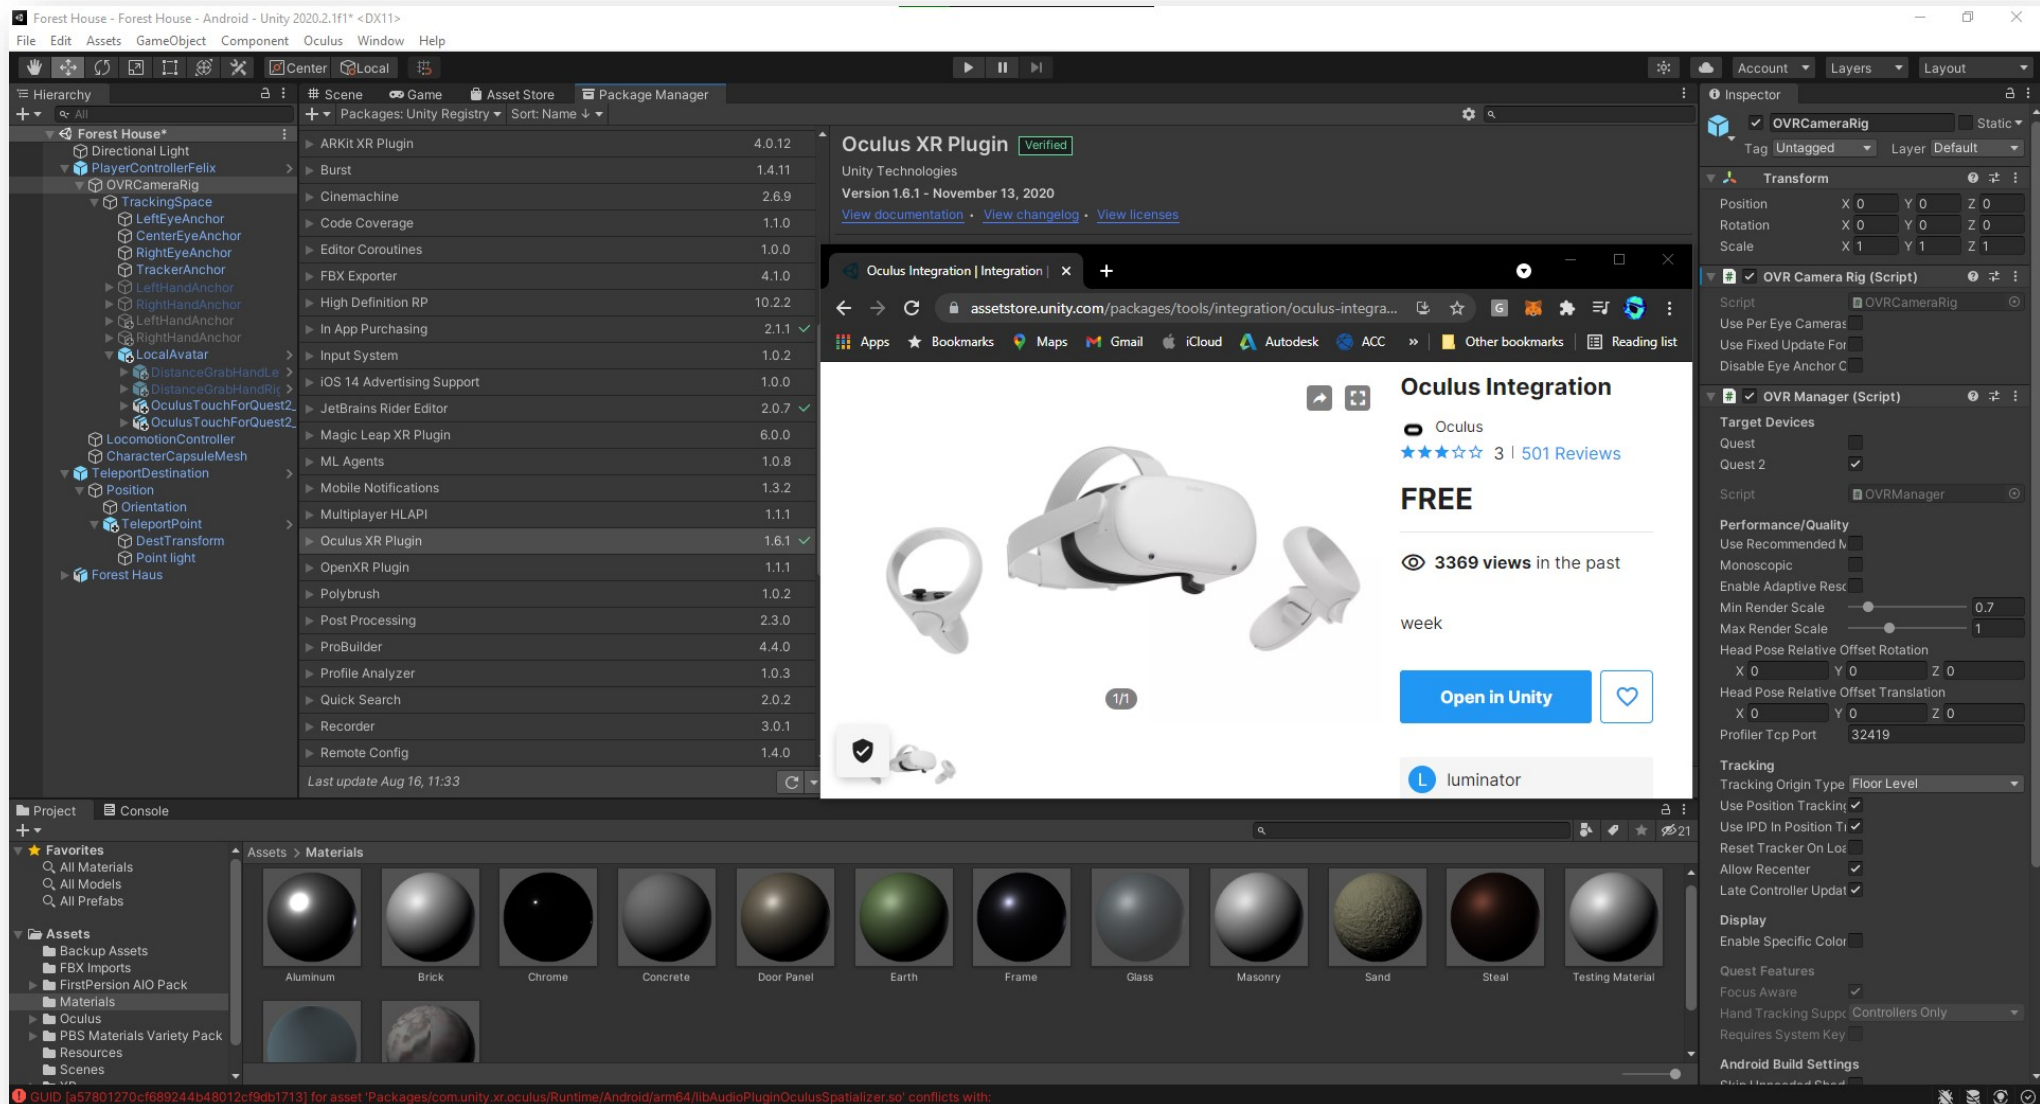 Forest House - Forest House - Android - Unity 2020.2.1f1* <DX11>
File Edit Assets GameObject Component Oculus Window Help
Center Local
Account Layers Layout
Hierarchy
All
Forest House*
Directional Light
PlayerControllerFelix
OVRCameraRig
TrackingSpace
LeftEyeAnchor
CenterEyeAnchor
RightEyeAnchor
TrackerAnchor
LeftHandAnchor
RightHandAnchor
LeftHandAnchor
RightHandAnchor
LocalAvatar
DistanceGrabHandLe
DistanceGrabHandRig
OculusTouchForQuest2_
OculusTouchForQuest2_
LocomotionController
CharacterCapsuleMesh
TeleportDestination
Position
Orientation
TeleportPoint
DestTransform
Point light
Forest Haus
Scene Game Asset Store Package Manager
Packages: Unity Registry Sort: Name ↓
ARKit XR Plugin 4.0.12
Burst 1.4.11
Cinemachine 2.6.9
Code Coverage 1.1.0
Editor Coroutines 1.0.0
FBX Exporter 4.1.0
High Definition RP 10.2.2
In App Purchasing 2.1.1
Input System 1.0.2
iOS 14 Advertising Support 1.0.0
JetBrains Rider Editor 2.0.7
Magic Leap XR Plugin 6.0.0
ML Agents 1.0.8
Mobile Notifications 1.3.2
Multiplayer HLAPI 1.1.1
Oculus XR Plugin 1.6.1
OpenXR Plugin 1.1.1
Polybrush 1.0.2
Post Processing 2.3.0
ProBuilder 4.4.0
Profile Analyzer 1.0.3
Quick Search 2.0.2
Recorder 3.0.1
Remote Config 1.4.0
Last update Aug 16, 11:33
Oculus XR Plugin Verified
Unity Technologies
Version 1.6.1 - November 13, 2020
View documentation • View changelog • View licenses
Oculus Integration | Integration |
assetstore.unity.com/packages/tools/integration/oculus-integra...
Apps Bookmarks Maps Gmail iCloud Autodesk ACC » Other bookmarks Reading list
Oculus Integration
Oculus
3 | 501 Reviews
FREE
3369 views in the past
week
1/1
Open in Unity
L luminator
Inspector
OVRCameraRig Static
Tag Untagged Layer Default
Transform
Position X 0 Y 0 Z 0
Rotation X 0 Y 0 Z 0
Scale X 1 Y 1 Z 1
OVR Camera Rig (Script)
Script OVRCameraRig
Use Per Eye Cameras
Use Fixed Update For
Disable Eye Anchor C
OVR Manager (Script)
Target Devices
Quest
Quest 2
Script OVRManager
Performance/Quality
Use Recommended M
Monoscopic
Enable Adaptive Resc
Min Render Scale 0.7
Max Render Scale 1
Head Pose Relative Offset Rotation
X 0 Y 0 Z 0
Head Pose Relative Offset Translation
X 0 Y 0 Z 0
Profiler Tcp Port 32419
Tracking
Tracking Origin Type Floor Level
Use Position Tracking
Use IPD In Position Tr
Reset Tracker On Loa
Allow Recenter
Late Controller Updat
Display
Enable Specific Color
Quest Features
Focus Aware
Hand Tracking Suppo Controllers Only
Requires System Key
Android Build Settings
Project Console
21
Favorites
All Materials
All Models
All Prefabs
Assets
Backup Assets
FBX Imports
FirstPersion AIO Pack
Materials
Oculus
PBS Materials Variety Pack
Resources
Scenes
Assets > Materials
Aluminum Brick Chrome Concrete Door Panel Earth Frame Glass Masonry Sand Steal Testing Material
GUID [a57801270cf689244b48012cf9db1713] for asset 'Packages/com.unity.xr.oculus/Runtime/Android/arm64/libAudioPluginOculusSpatializer.so' conflicts with: